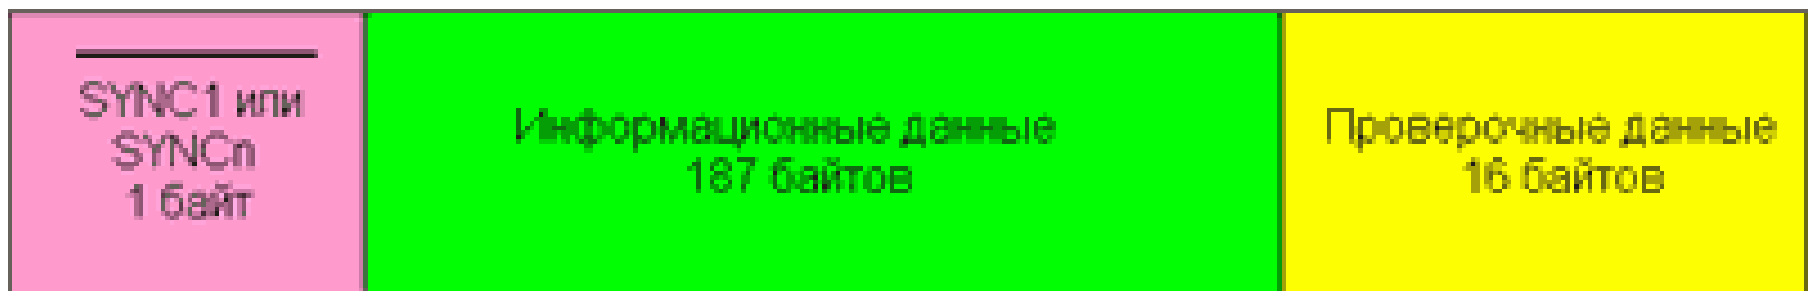 SYNC1 или
SYNCn
1 байт
Информационные данные
187 байтов
Проверочные данные
16 байтов